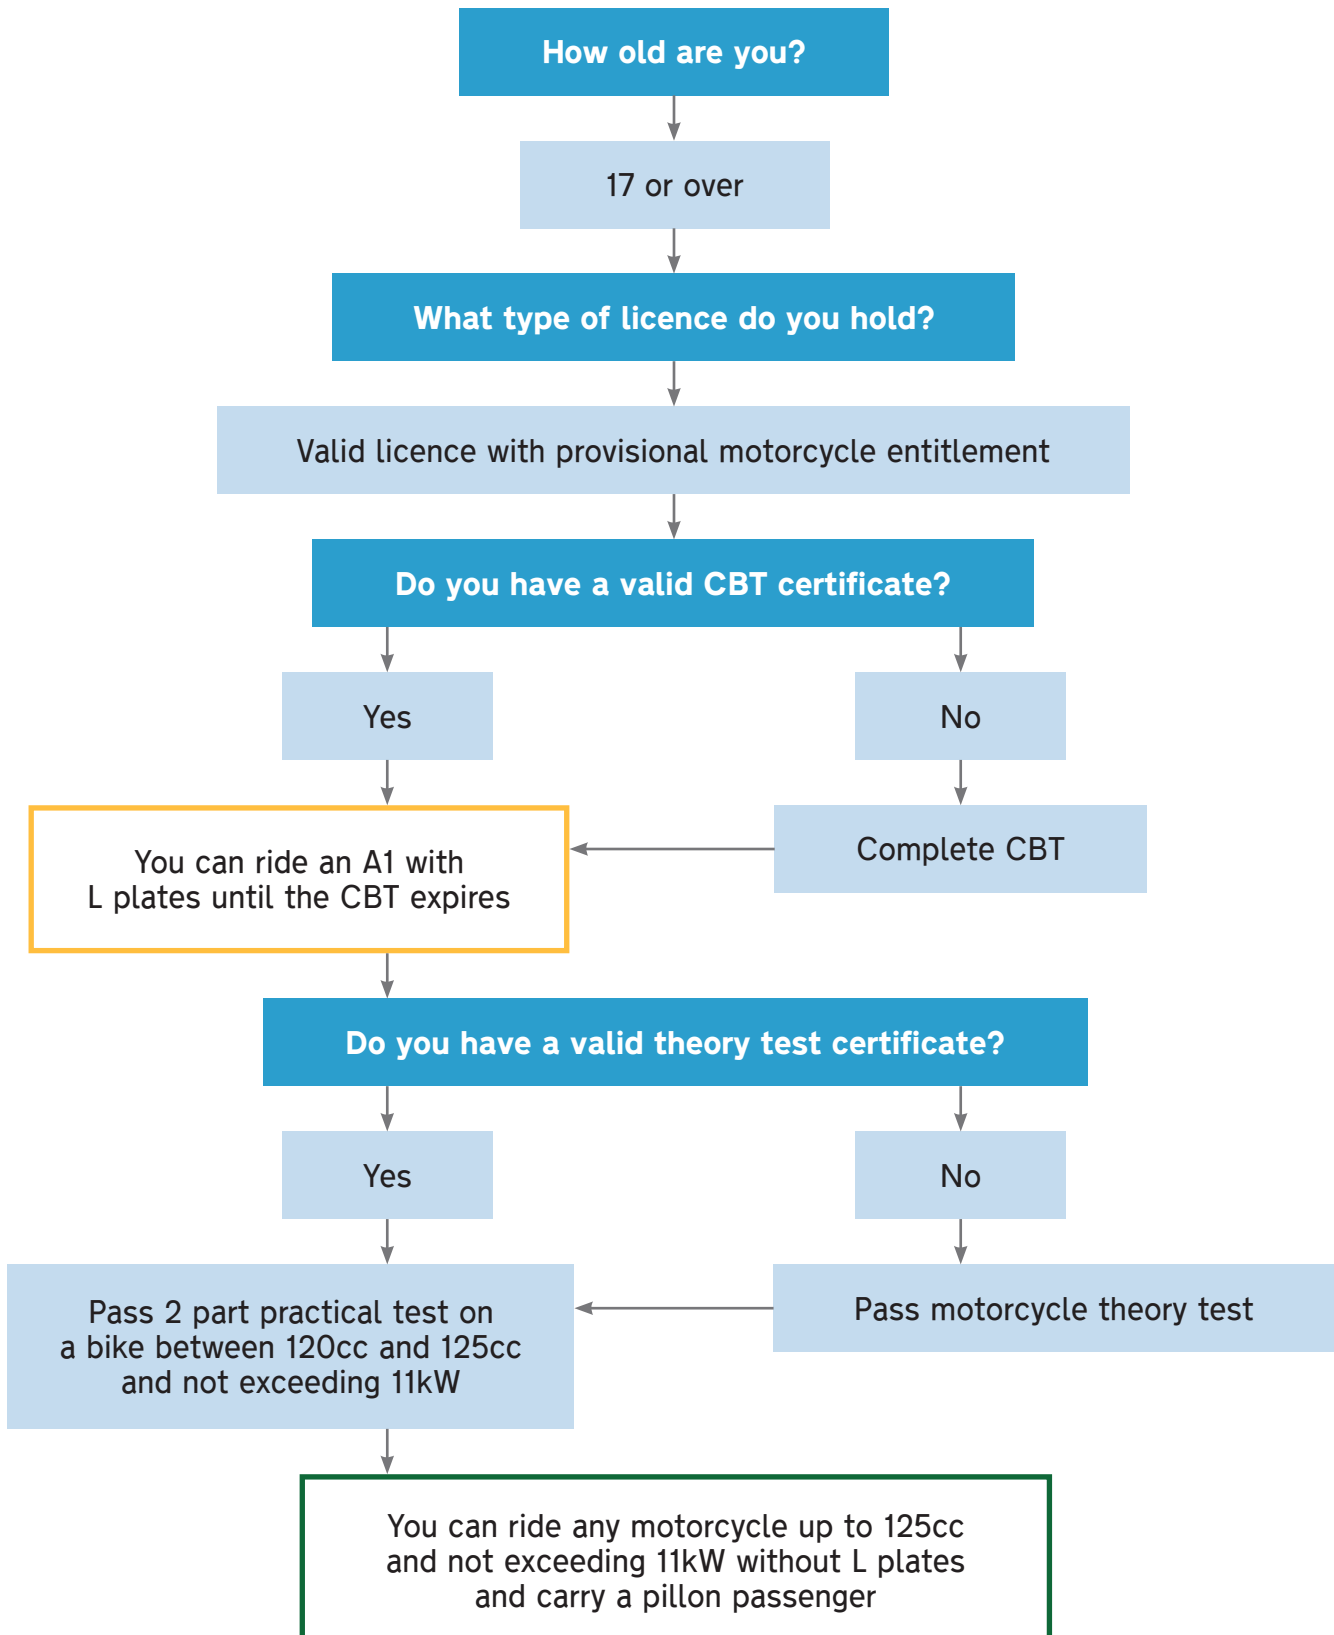 How old are you?
17 or over
What type of licence do you hold?
Valid licence with provisional motorcycle entitlement
Do you have a valid CBT certificate?
Yes
No
You can ride an A1 with
L plates until the CBT expires
Complete CBT
Do you have a valid theory test certificate?
Yes
No
Pass 2 part practical test on
a bike between 120cc and 125cc
and not exceeding 11kW
Pass motorcycle theory test
You can ride any motorcycle up to 125cc
and not exceeding 11kW without L plates
and carry a pillon passenger